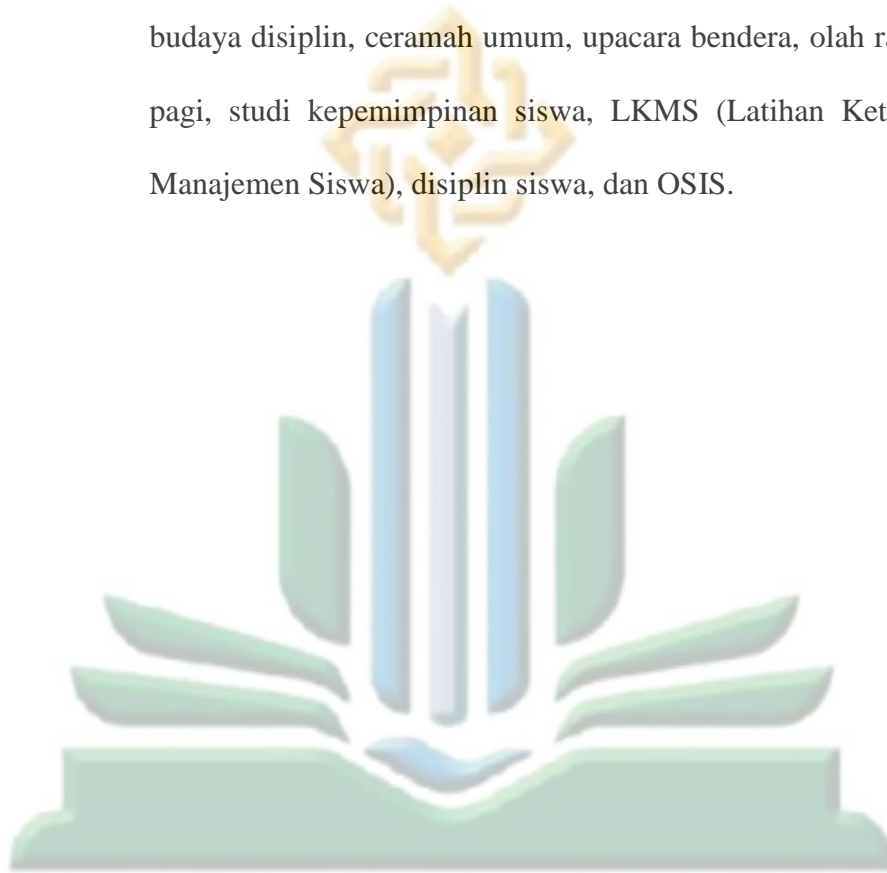 budaya disiplin, ceramah umum, upacara bendera, olah
pagi, studi kepemimpinan siswa, LKMS (Latihan
Manajemen Siswa), disiplin siswa, dan OSIS.